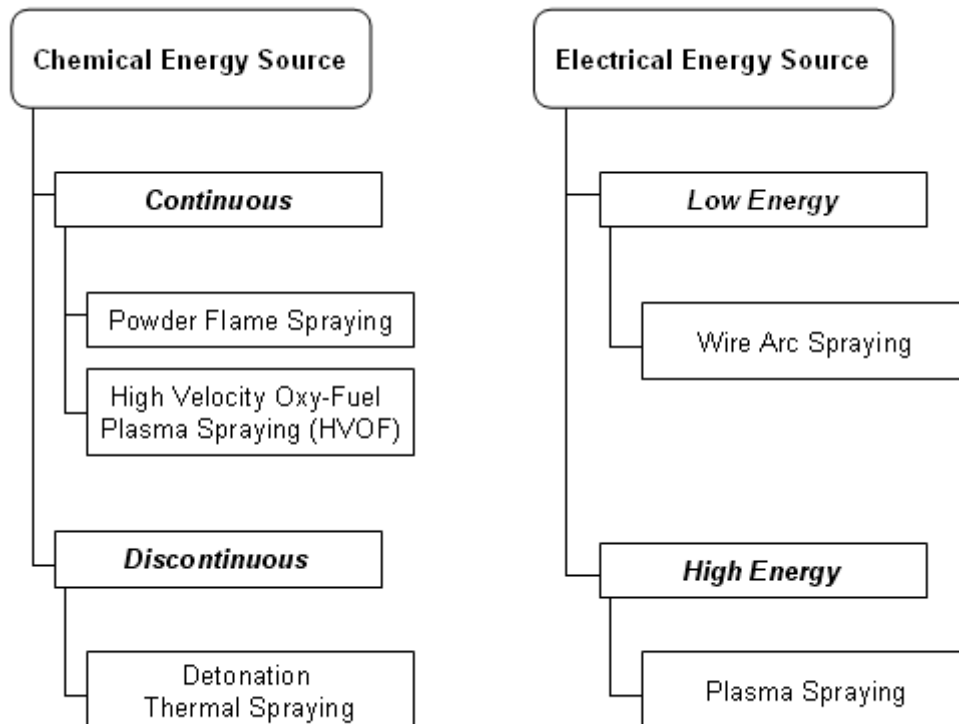 Chemical Energy Source
Continuous
Powder Flame Spraying
High Velocity Oxy-Fuel
Plasma Spraying (HVOF)
Discontinuous
Detonation
Thermal Spraying
Electrical Energy Source
Low Energy
Wire Arc Spraying
High Energy
Plasma Spraying